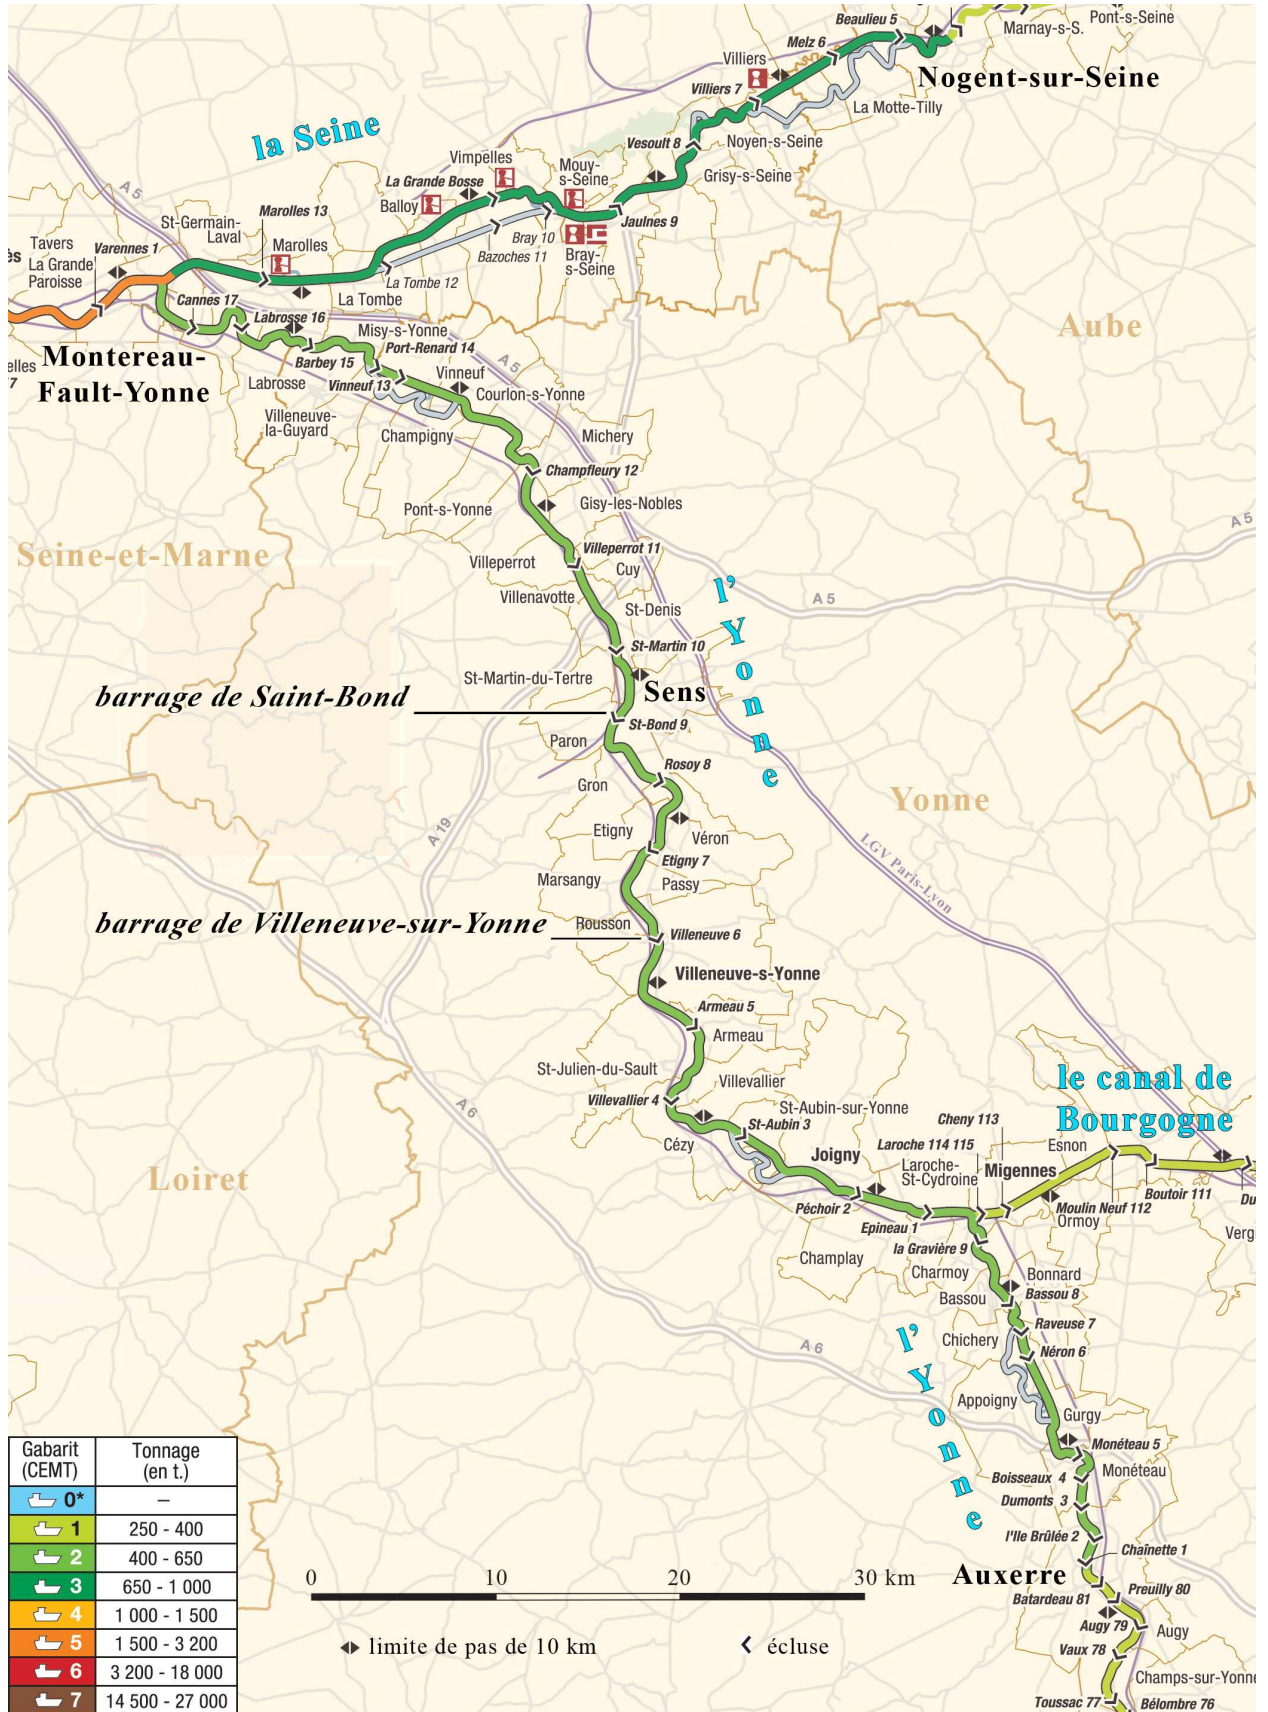 Beaulieu 5
Marnay-s-S.
Pont-s-Seine
Melz 6
Villiers
Nogent-sur-Seine
Villiers 7
La Motte-Tilly
la Seine
Vesoult 8
Noyen-s-Seine
Vimpelles
Mouy-
s-Seine
Grisy-s-Seine
A 5
La Grande Bosse
Balloy
Marolles 13
St-Germain-
Laval
Jaulnes 9
Bray 10
Bazoches 11
Bray-
s-Seine
Tavers
La Grande
Paroisse
Varennes 1
Marolles
La Tombe 12
La Tombe
ès
Cannes 17
Labrosse 16
Misy-s-Yonne
Port-Renard 14
Aube
Montereau-
Fault-Yonne
elles
7
Barbey 15
A 5
Labrosse
Vinneuf 13
Vinneuf
Courlon-s-Yonne
Villeneuve-
la-Guyard
Champigny
Michery
Champfleury 12
Pont-s-Yonne
Gisy-les-Nobles
A 5
Seine-et-Marne
Villeperrot 11
Villeperrot
Cuy
Villenavotte
St-Denis
A 5
l'Yonne
St-Martin 10
St-Martin-du-Tertre
barrage de Saint-Bond
Sens
St-Bond 9
Paron
Rosoy 8
Gron
Yonne
A 19
Etigny
Véron
LGV Paris-Lyon
Etigny 7
Marsangy
Passy
barrage de Villeneuve-sur-Yonne
Rousson
Villeneuve 6
Villeneuve-s-Yonne
Armeau 5
Armeau
St-Julien-du-Sault
Villevallier
le canal de
Bourgogne
Villevallier 4
St-Aubin-sur-Yonne
A 6
St-Aubin 3
Cheny 113
Cézy
Joigny
Laroche 114 115
Esnon
Laroche-
St-Cydroine
Migennes
Loiret
Boutoir 111
Du
Péchoir 2
Moulin Neuf 112
Ormoy
Epineau 1
Verg
la Gravière 9
Champlay
Charmoy
Bonnard
Bassou
Bassou 8
l'Yonne
Raveuse 7
Chichery
A 6
Néron 6
Appoigny
Gurgy
Monéteau 5
Boisseaux 4
Monéteau
Dumonts 3
l'Ile Brûlée 2
Chaînette 1
Auxerre
Preuilly 80
Batardeau 81
Augy 79
Augy
Vaux 78
Champs-sur-Yonne
Toussac 77
Bélombre 76
Gabarit
(CEMT)
Tonnage
(en t.)
0* –
1 250 - 400
2 400 - 650
3 650 - 1 000
4 1 000 - 1 500
5 1 500 - 3 200
6 3 200 - 18 000
7 14 500 - 27 000
0 10 20 30 km
limite de pas de 10 km
écluse